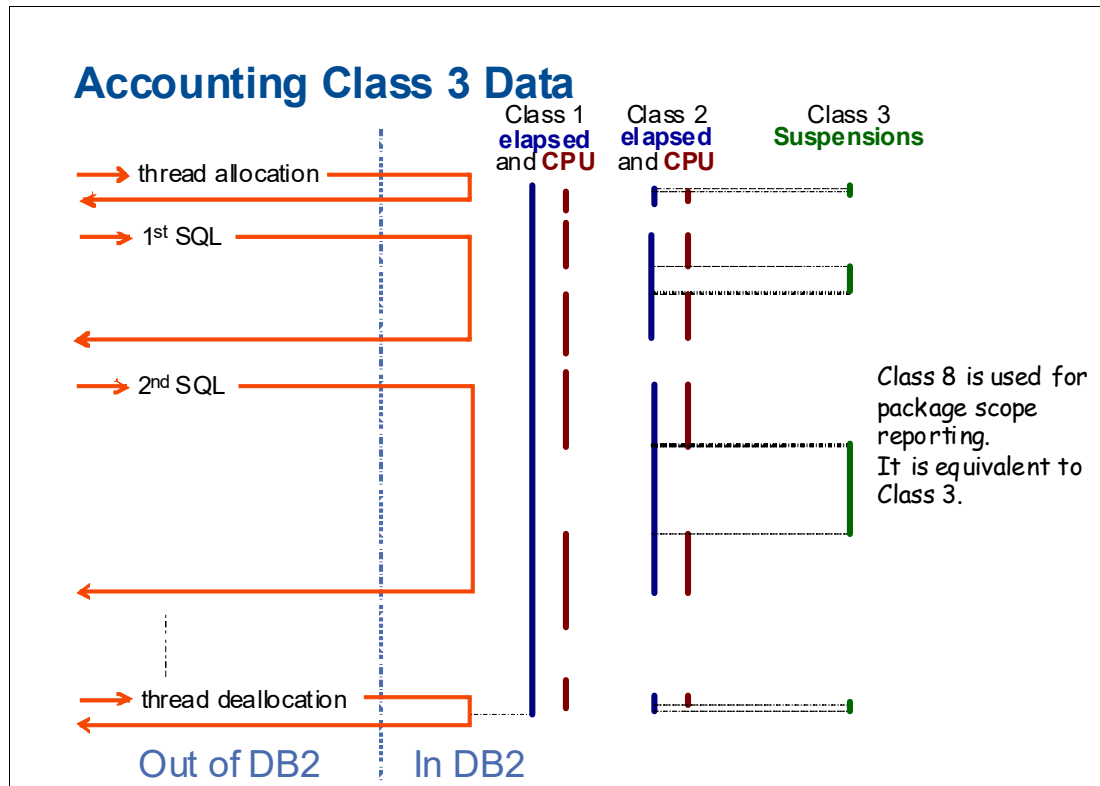 Accounting Class 3 Data
Class 1
elapsed
and CPU
Class 2
elapsed
and CPU
Class 3
Suspensions
thread allocation
1st SQL
2nd SQL
Class 8 is used for
package scope
reporting.
It is equivalent to
Class 3.
thread deallocation
Out of DB2
In DB2